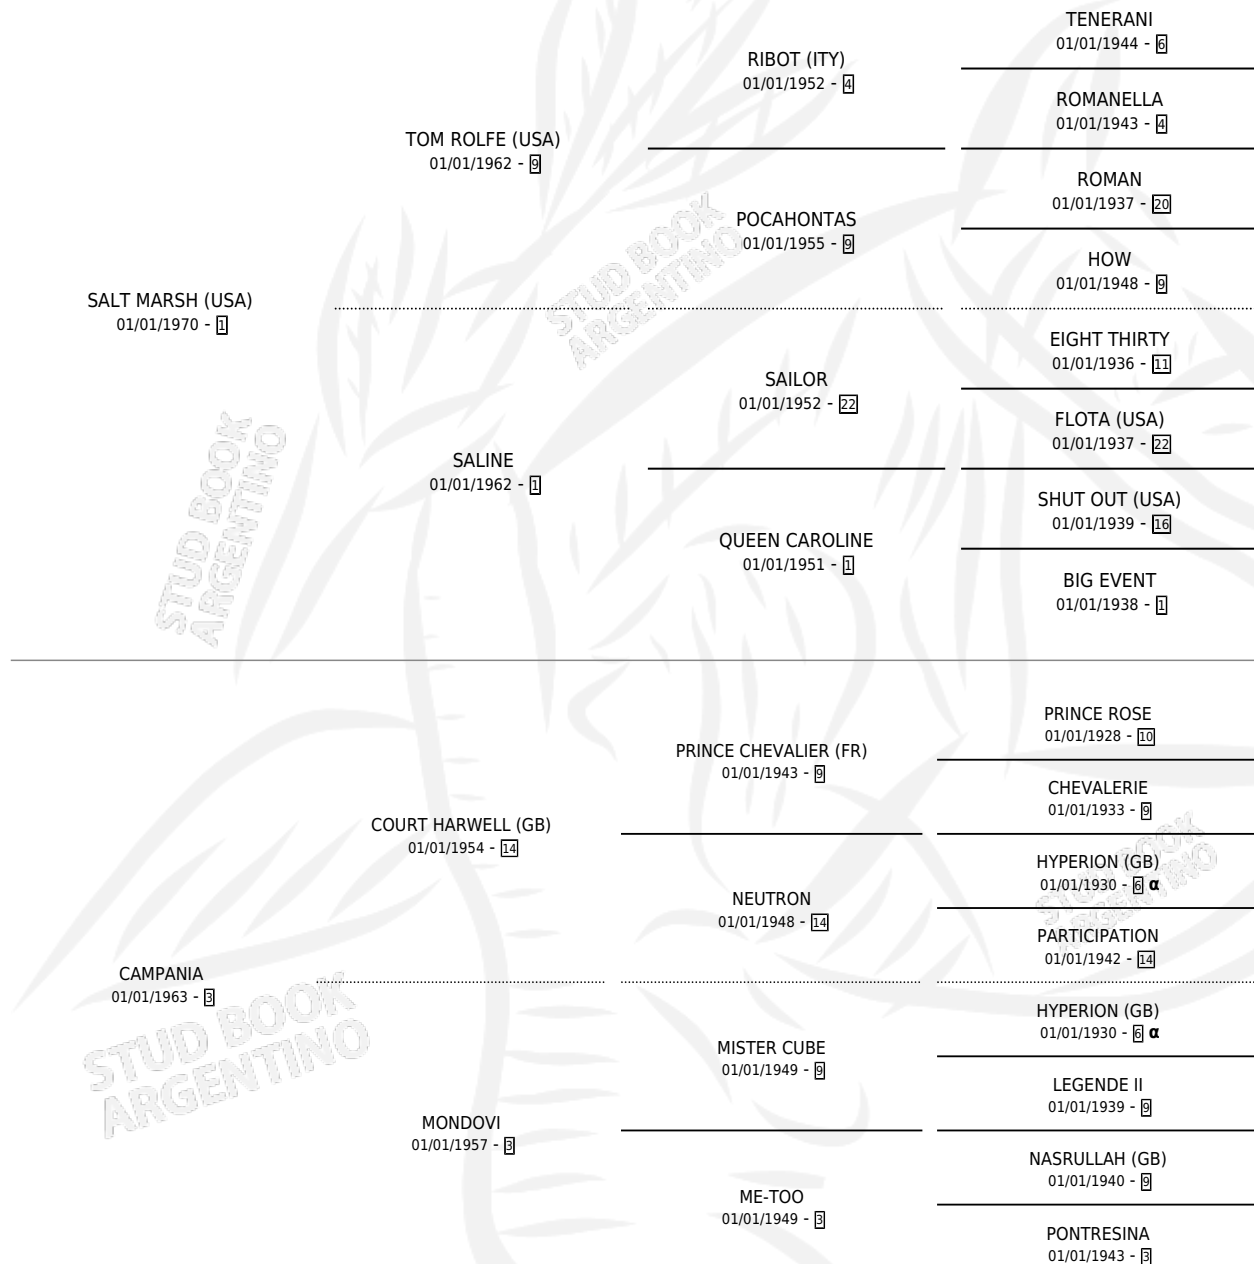 TENERANI
01/01/1944 - 6
RIBOT (ITY)
01/01/1952 - 4
ROMANELLA
01/01/1943 - 4
TOM ROLFE (USA)
01/01/1962 - 9
ROMAN
01/01/1937 - 20
POCAHONTAS
01/01/1955 - 9
HOW
01/01/1948 - 9
SALT MARSH (USA)
01/01/1970 - 1
STUD BOOK
ARGENTINO
EIGHT THIRTY
01/01/1936 - 11
SAILOR
01/01/1952 - 22
FLOTA (USA)
01/01/1937 - 22
SALINE
01/01/1962 - 1
SHUT OUT (USA)
01/01/1939 - 16
QUEEN CAROLINE
01/01/1951 - 1
BIG EVENT
01/01/1938 - 1
STUD BOOK
ARGENTINO
PRINCE ROSE
01/01/1928 - 10
PRINCE CHEVALIER (FR)
01/01/1943 - 9
CHEVALERIE
01/01/1933 - 9
COURT HARWELL (GB)
01/01/1954 - 14
HYPERION (GB)
01/01/1930 - 6 α
NEUTRON
01/01/1948 - 14
PARTICIPATION
01/01/1942 - 14
STUD BOOK
ARGENTINO
CAMPANIA
01/01/1963 - 3
HYPERION (GB)
01/01/1930 - 6 α
MISTER CUBE
01/01/1949 - 9
LEGENDE II
01/01/1939 - 9
STUD BOOK
ARGENTINO
MONDOVI
01/01/1957 - 3
NASRULLAH (GB)
01/01/1940 - 9
ME-TOO
01/01/1949 - 3
PONTRESINA
01/01/1943 - 3